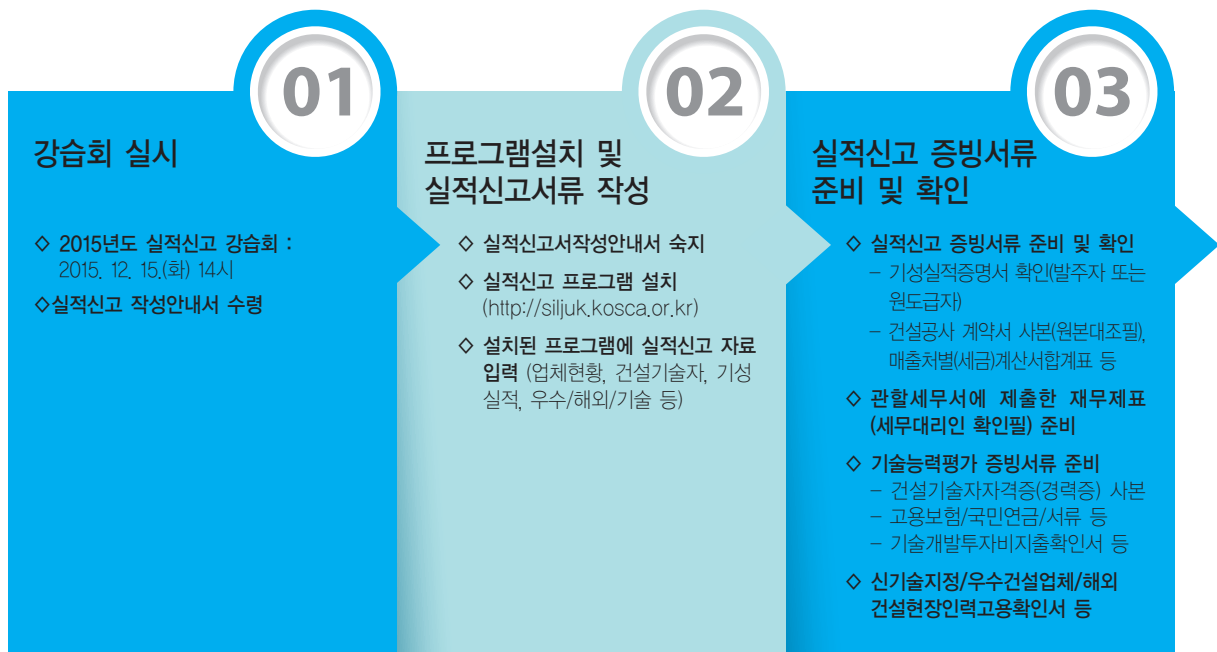 01
강습회 실시
◇ 2015년도 실적신고 강습회 :
2015. 12. 15.(화) 14시
◇실적신고 작성안내서 수령
02
프로그램설치 및
실적신고서류 작성
◇ 실적신고서작성안내서 숙지
◇ 실적신고 프로그램 설치
(http://siljuk.kosca.or.kr)
◇ 설치된 프로그램에 실적신고 자료
입력 (업체현황, 건설기술자, 기성
실적, 우수/해외/기술 등)
03
실적신고 증빙서류
준비 및 확인
◇ 실적신고 증빙서류 준비 및 확인
- 기성실적증명서 확인(발주자 또는
원도급자)
- 건설공사 계약서 사본(원본대조필),
매출처별(세금)계산서합계표 등
◇ 관할세무서에 제출한 재무제표
(세무대리인 확인필) 준비
◇ 기술능력평가 증빙서류 준비
- 건설기술자자격증(경력증) 사본
- 고용보험/국민연금/서류 등
- 기술개발투자비지출확인서 등
◇ 신기술지정/우수건설업체/해외
건설현장인력고용확인서 등